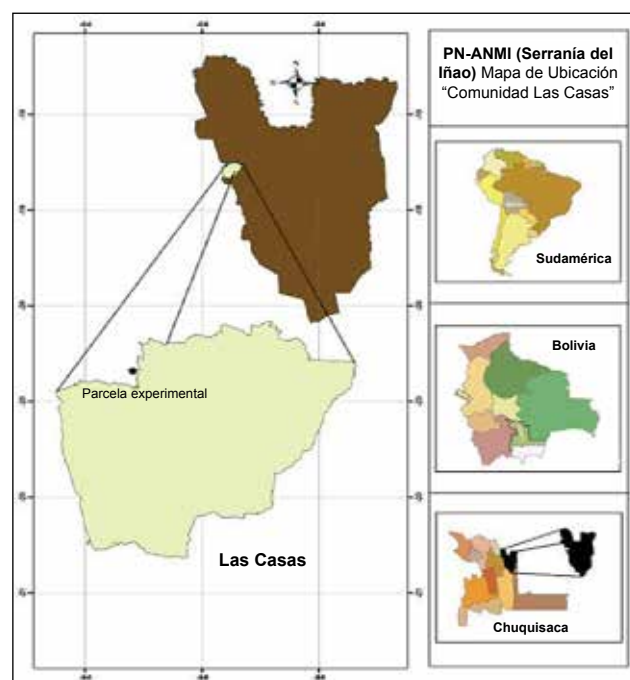 PN-ANMI (Serranía del
Iñao) Mapa de Ubicación
“Comunidad Las Casas”
Sudamérica
Bolivia
Parcela experimental
Las Casas
Chuquisaca